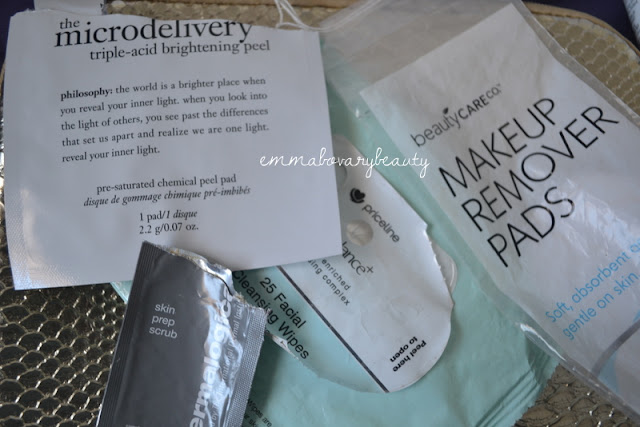 the
microdelivery
triple-acid brightening peel
philosophy: the world is a brighter place when
you reveal your inner light. when you look into
the light of others, you see past the differences
that set us apart and realize we are one light.
reveal your inner light.
pre-saturated chemical peel pad
disque de gommage chimique pré-imbibés
1 pad/1 disque
2.2 g/0.07 oz.
emmabovarybeauty
beautyCARECO
MAKEUP
REMOVER
PADS
Soft, absorbent
gentle on skin
priceline
enriched
complex
25 Facial
Cleansing Wipes
Peel here
to open
skin
prep
scrub